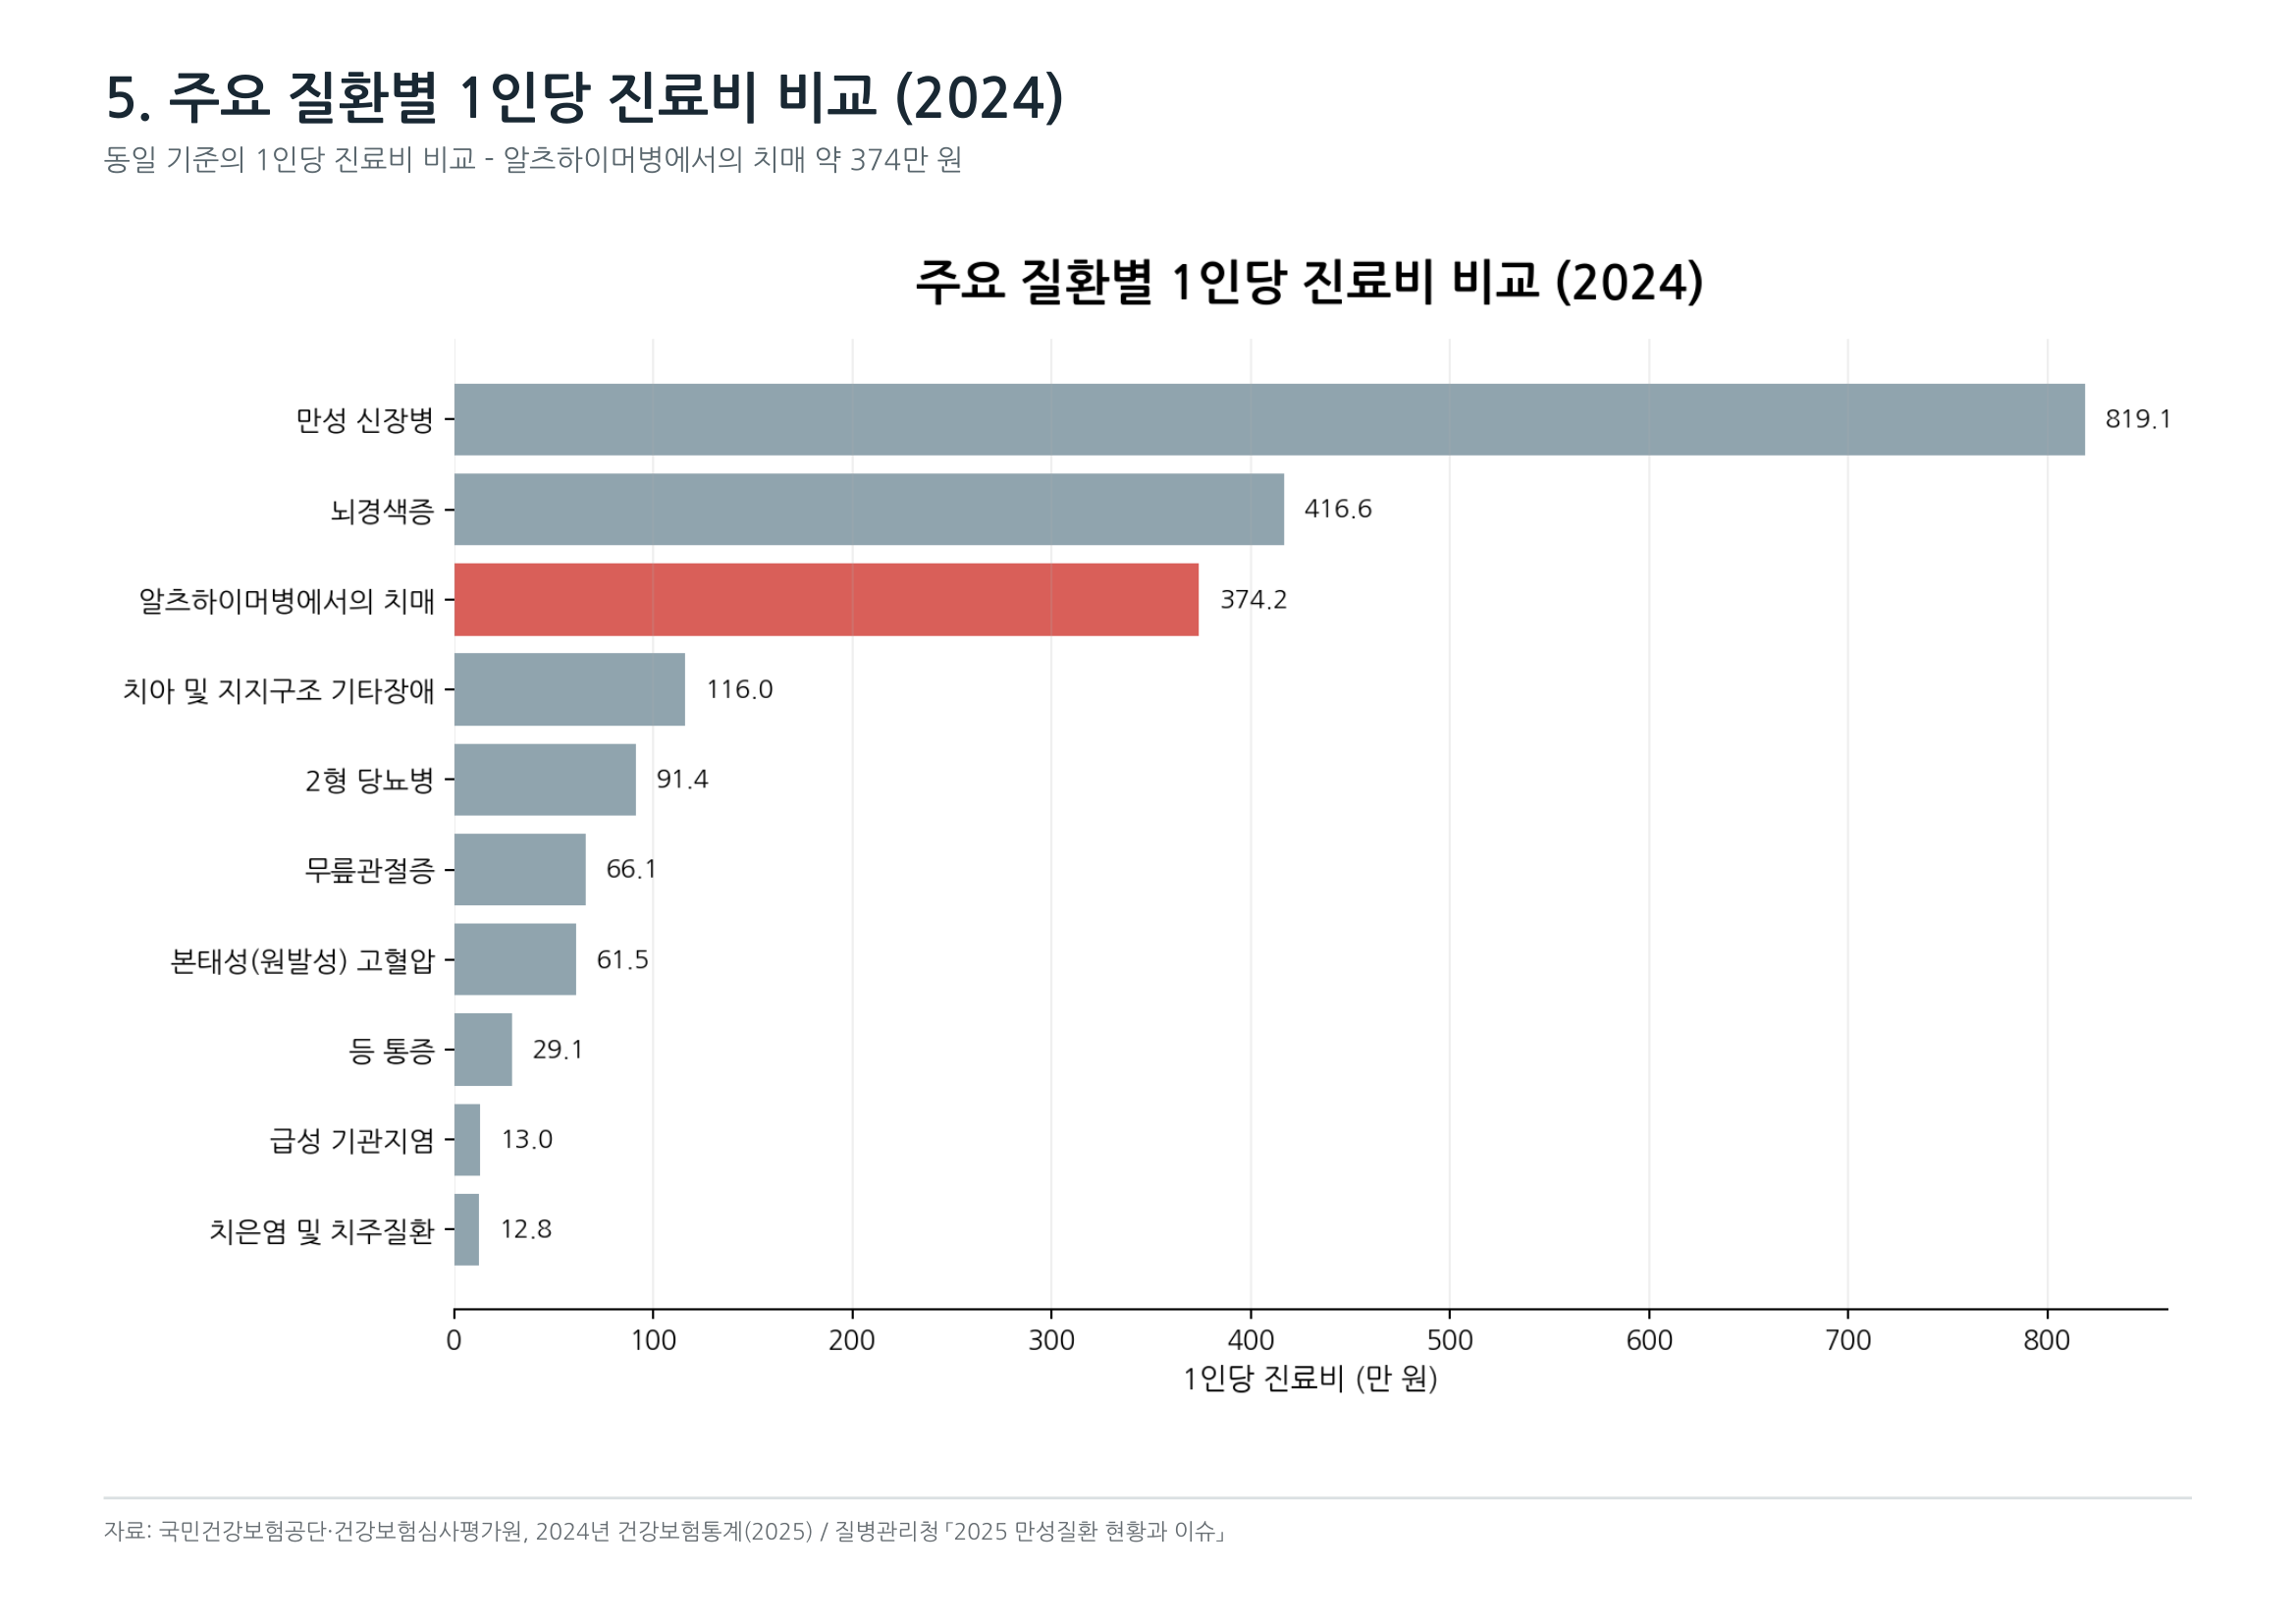 5. 주요 질환별 1인당 진료비 비교 (2024)
동일 기준의 1인당 진료비 비교 - 알츠하이머병에서의 치매 약 374만 원
주요 질환별 1인당 진료비 비교 (2024)
만성 신장병 819.1
뇌경색증 416.6
알츠하이머병에서의 치매 374.2
치아 및 지지구조 기타장애 116.0
2형 당뇨병 91.4
무릎관절증 66.1
본태성(원발성) 고혈압 61.5
등 통증 29.1
급성 기관지염 13.0
치은염 및 치주질환 12.8
0 100 200 300 400 500 600 700 800
1인당 진료비 (만 원)
자료: 국민건강보험공단·건강보험심사평가원, 2024년 건강보험통계(2025) / 질병관리청 ｢2025 만성질환 현황과 이슈｣